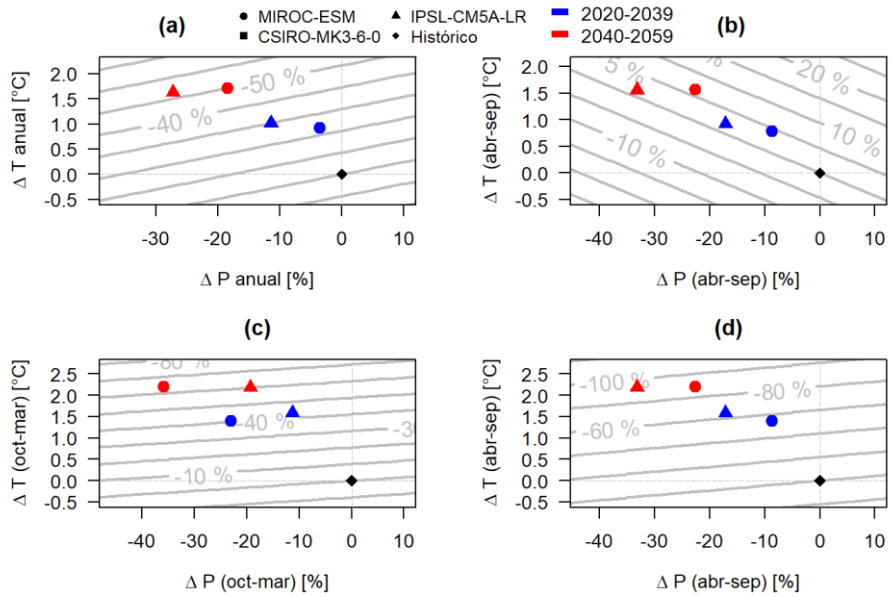 (a)
● MIROC-ESM ▲ IPSL-CM5A-LR 2020-2039
■ CSIRO-MK3-6-0 ◆ Histórico 2040-2059
(b)
Δ T anual [°C]
2.0
1.5
1.0
0.5
0.0
-0.5
-50 %
-40 %
-30 -20 -10 0 10
Δ P anual [%]
Δ T (abr-sep) [°C]
2.0
1.5
1.0
0.5
0.0
-0.5
5 %
20 %
10 %
-10 %
-40 -30 -20 -10 0 10
Δ P (abr-sep) [%]
(c)
Δ T (oct-mar) [°C]
2.5
2.0
1.5
1.0
0.5
0.0
-80 %
-40 %
-10 %
-40 -30 -20 -10 0 10
Δ P (oct-mar) [%]
(d)
Δ T (abr-sep) [°C]
2.5
2.0
1.5
1.0
0.5
0.0
-100 %
-80 %
-60 %
-40 -30 -20 -10 0 10
Δ P (abr-sep) [%]